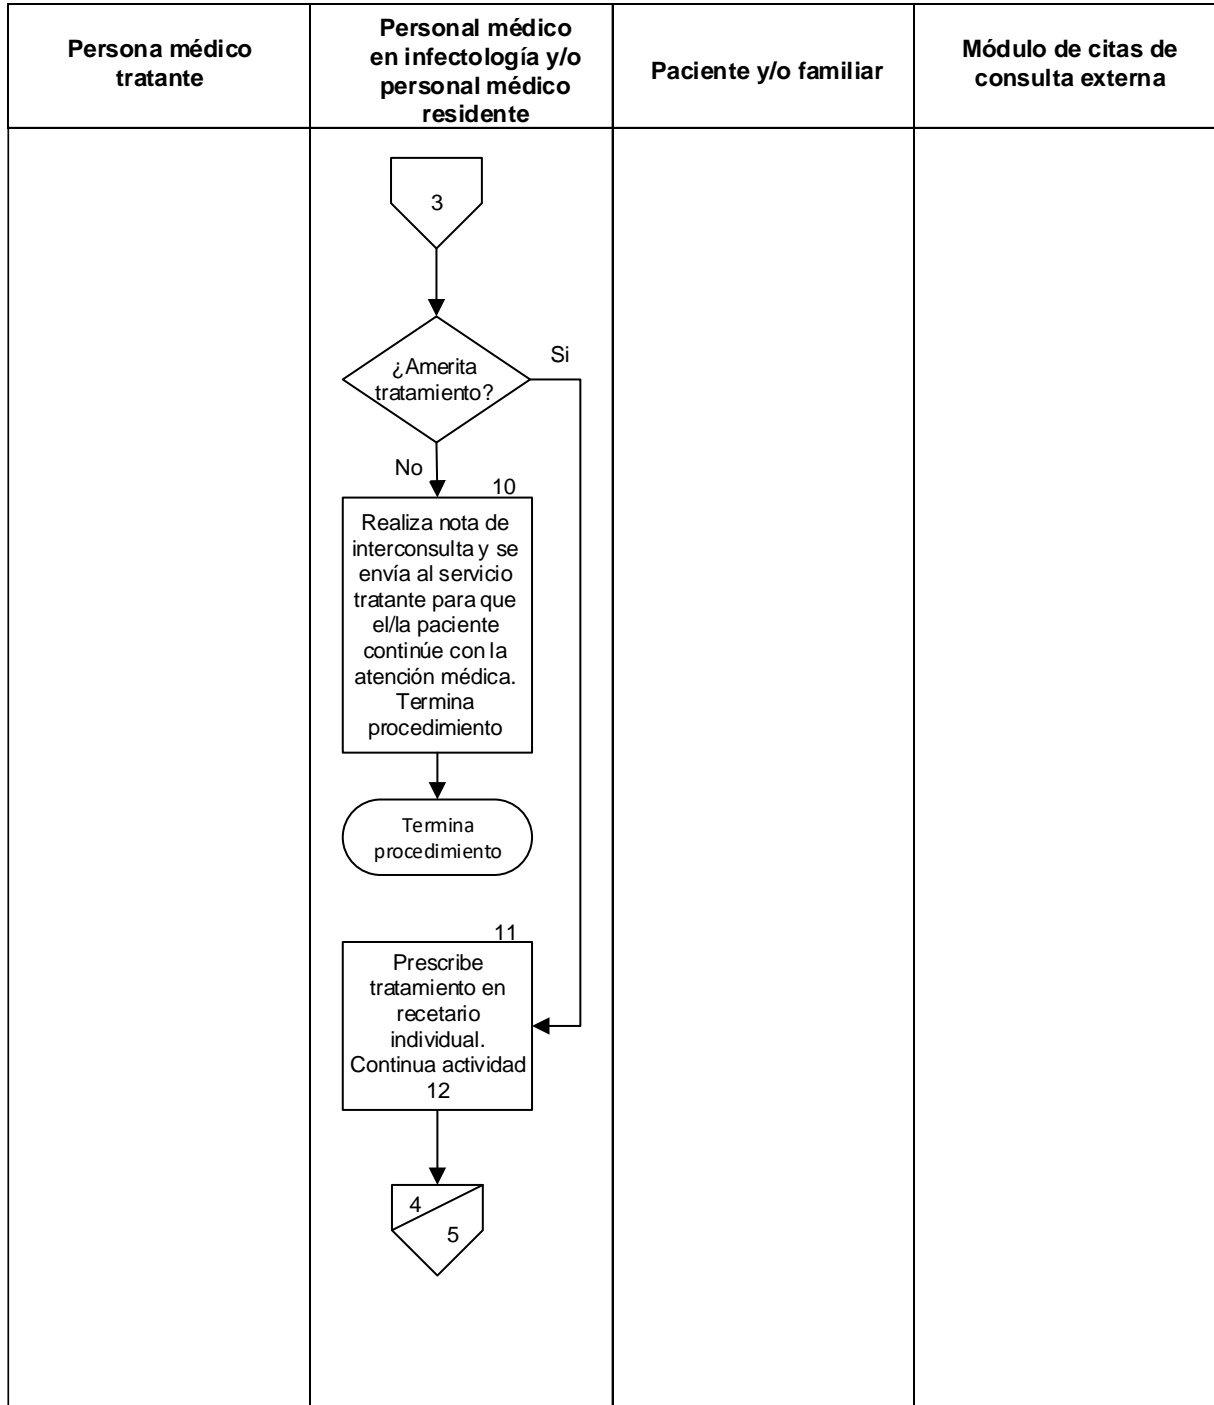 Persona médico
tratante
Personal médico
en infectología y/o
personal médico
residente
Paciente y/o familiar
Módulo de citas de
consulta externa
3
¿Amerita
tratamiento?
Si
No
10
Realiza nota de
interconsulta y se
envía al servicio
tratante para que
el/la paciente
continúe con la
atención médica.
Termina
procedimiento
Termina
procedimiento
11
Prescribe
tratamiento en
recetario
individual.
Continua actividad
12
4
5